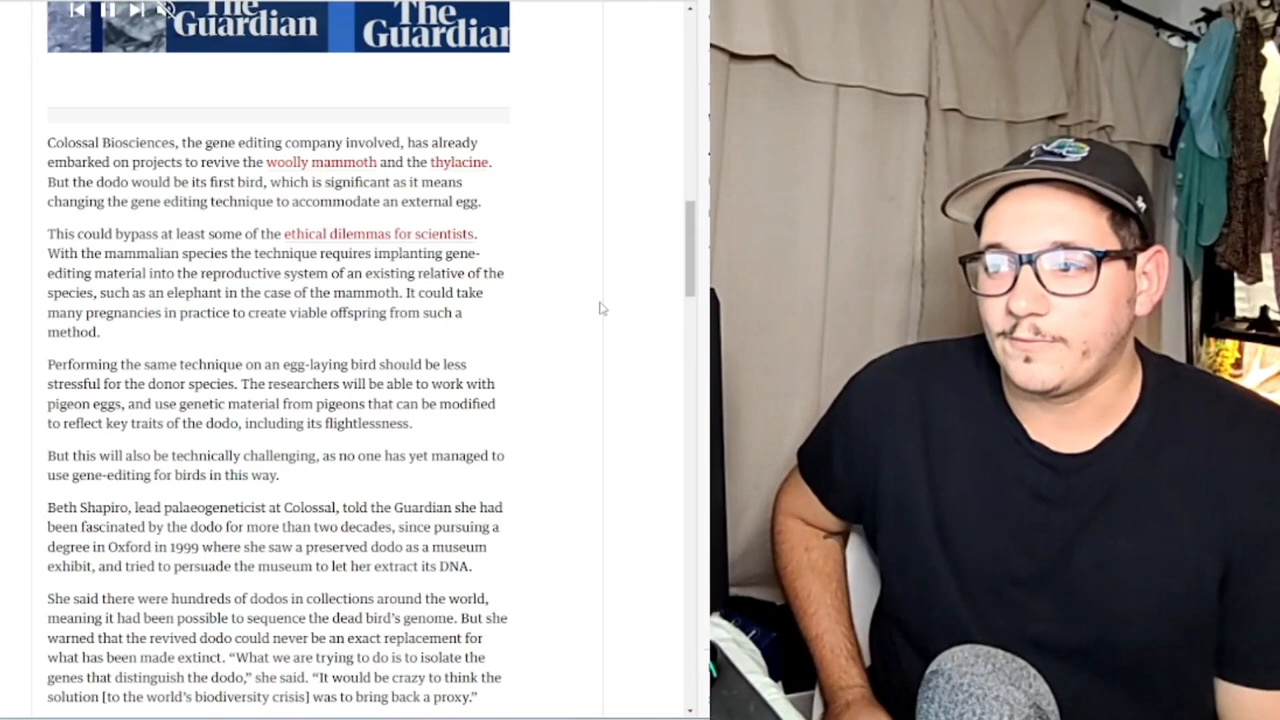 The The
Guardian Guardian
Colossal Biosciences, the gene editing company involved, has already
embarked on projects to revive the woolly mammoth and the thylacine.
But the dodo would be its first bird, which is significant as it means
changing the gene editing technique to accommodate an external egg.
This could bypass at least some of the ethical dilemmas for scientists.
With the mammalian species the technique requires implanting gene-
editing material into the reproductive system of an existing relative of the
species, such as an elephant in the case of the mammoth. It could take
many pregnancies in practice to create viable offspring from such a
method.
Performing the same technique on an egg-laying bird should be less
stressful for the donor species. The researchers will be able to work with
pigeon eggs, and use genetic material from pigeons that can be modified
to reflect key traits of the dodo, including its flightlessness.
But this will also be technically challenging, as no one has yet managed to
use gene-editing for birds in this way.
Beth Shapiro, lead palaeogeneticist at Colossal, told the Guardian she had
been fascinated by the dodo for more than two decades, since pursuing a
degree in Oxford in 1999 where she saw a preserved dodo as a museum
exhibit, and tried to persuade the museum to let her extract its DNA.
She said there were hundreds of dodos in collections around the world,
meaning it had been possible to sequence the dead bird’s genome. But she
warned that the revived dodo could never be an exact replacement for
what has been made extinct. “What we are trying to do is to isolate the
genes that distinguish the dodo,” she said. “It would be crazy to think the
solution [to the world’s biodiversity crisis] was to bring back a proxy.”